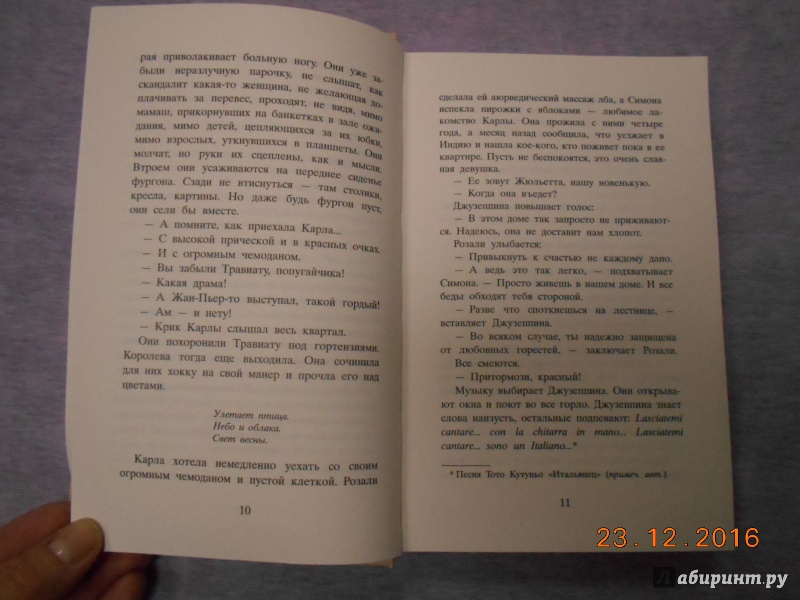 рая приволакивает больную ногу. Они уже за-
были неразлучную парочку, не слышат, как
скандалит какая-то женщина, не желающая до-
плачивать за перевес, проходят, не видя, мимо
мамаш, прикорнувших на банкетках в зале ожи-
дания, мимо детей, цепляющихся за их юбки,
мимо взрослых, уткнувшихся в планшеты. Они
молчат, но руки их сцеплены, как и мысли.
Втроем они усаживаются на переднее сиденье
фургона. Сзади не втиснуться — там столики,
кресла, картины. Но даже будь фургон пуст,
они сели бы вместе.
— А помните, как приехала Карла...
— С высокой прической и в красных очках.
— И с огромным чемоданом.
— Вы забыли Травиату, попугайчика!
— Какая драма!
— А Жан-Пьер-то выступал, такой гордый!
— Ам — и нету!
— Крик Карлы слышал весь квартал.
Они похоронили Травиату под гортензиями.
Королева тогда еще выходила. Она сочинила
для них хокку на свой манер и прочла его над
цветами.
Улетает птица.
Небо и облака.
Свет весны.
Карла хотела немедленно уехать со своим
огромным чемоданом и пустой клеткой. Розали
10
сделала ей аюрведический массаж лба, а Симона
испекла пирожки с яблоками — любимое ла-
комство Карлы. Она прожила с ними четыре
года, а месяц назад сообщила, что уезжает в
Индию и нашла кое-кого, кто поживет пока в ее
квартире. Пусть не беспокоятся, это очень слав-
ная девушка.
— Ее зовут Жюльетта, нашу новенькую.
— Когда она въедет?
Джузеппина повышает голос:
— В этом доме так запросто не приживают-
ся. Надеюсь, она не доставит нам хлопот.
Розали улыбается:
— Привыкнуть к счастью не каждому дано.
— А ведь это так легко, — подхватывает
Симона. — Просто живешь в нашем доме. И все
беды обходят тебя стороной.
— Разве что споткнешься на лестнице, —
вставляет Джузеппина.
— Во всяком случае, ты надежно защищена
от любовных горестей, — заключает Розали.
Все смеются.
— Притормози, красный!
Музыку выбирает Джузеппина. Они открыва-
ют окна и поют во все горло. Джузеппина знает
слова наизусть, остальные подпевают: Lasciatemi
cantare... con la chitarra in mano... Lasciatemi
cantare... sono un Italiano...*
* Песня Тото Кутуньо «Итальянец» (примеч. авт.).
11
23.12.2016
Лабиринт.ру